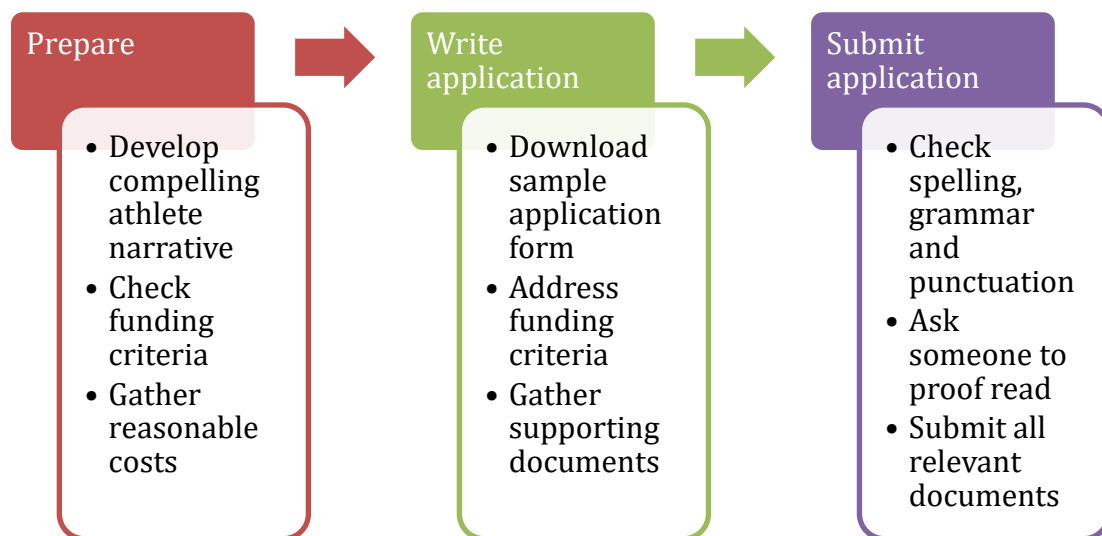 Prepare
• Develop
compelling
athlete
narrative
• Check
funding
criteria
• Gather
reasonable
costs
Write
application
• Download
sample
application
form
• Address
funding
criteria
• Gather
supporting
documents
Submit
application
• Check
spelling,
grammar
and
punctuation
• Ask
someone to
proof read
• Submit all
relevant
documents